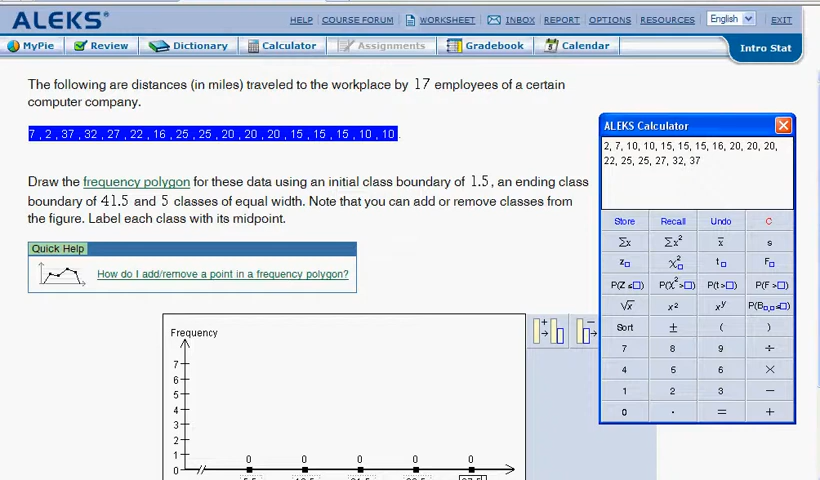 ALEKS®
HELP COURSE FORUM WORKSHEET INBOX REPORT OPTIONS RESOURCES English EXIT
MyPie Review Dictionary Calculator Assignments Gradebook Calendar Intro Stat
The following are distances (in miles) traveled to the workplace by 17 employees of a certain
computer company.
7 , 2 , 37 , 32 , 27 , 22 , 16 , 25 , 25 , 20 , 20 , 20 , 15 , 15 , 15 , 10 , 10 .
Draw the frequency polygon for these data using an initial class boundary of 1.5, an ending class
boundary of 41.5 and 5 classes of equal width. Note that you can add or remove classes from
the figure. Label each class with its midpoint.
Quick Help
How do I add/remove a point in a frequency polygon?
Frequency
7
6
5
4
3
2
1
0
0 0 0 0 0
ALEKS Calculator
2, 7, 10, 10, 15, 15, 15, 16, 20, 20, 20,
22, 25, 25, 27, 32, 37
Store Recall Undo C
Σx Σx² x̄ s
z□ χ²□ t□ F□
P(Z≤□) P(χ²>□) P(t>□) P(F>□)
√x x² xʸ P(B□,□≤□)
Sort ± ( )
7 8 9 ÷
4 5 6 ×
1 2 3 −
0 . = +